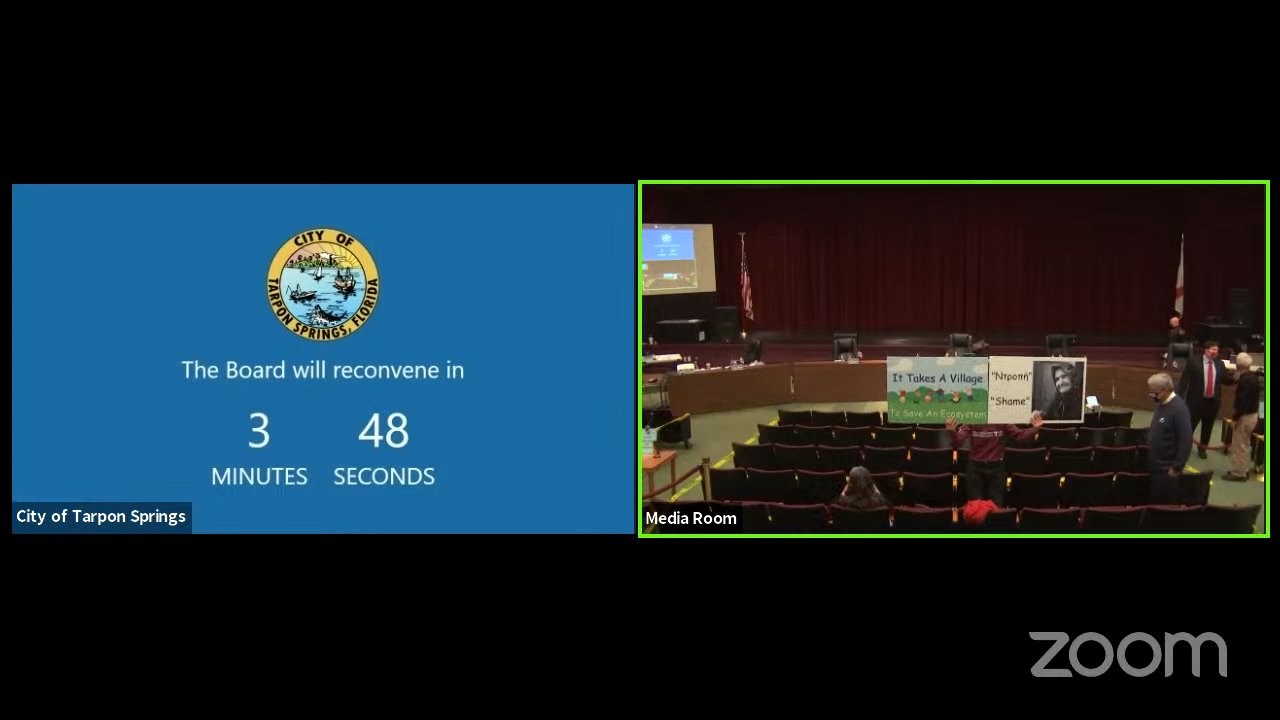 CITY OF
TARPON SPRINGS, FLORIDA
The Board will reconvene in
3 48
MINUTES SECONDS
City of Tarpon Springs
It Takes A Village
To Save An Ecosystem
"Ντροπή"
"Shame"
Media Room
zoom